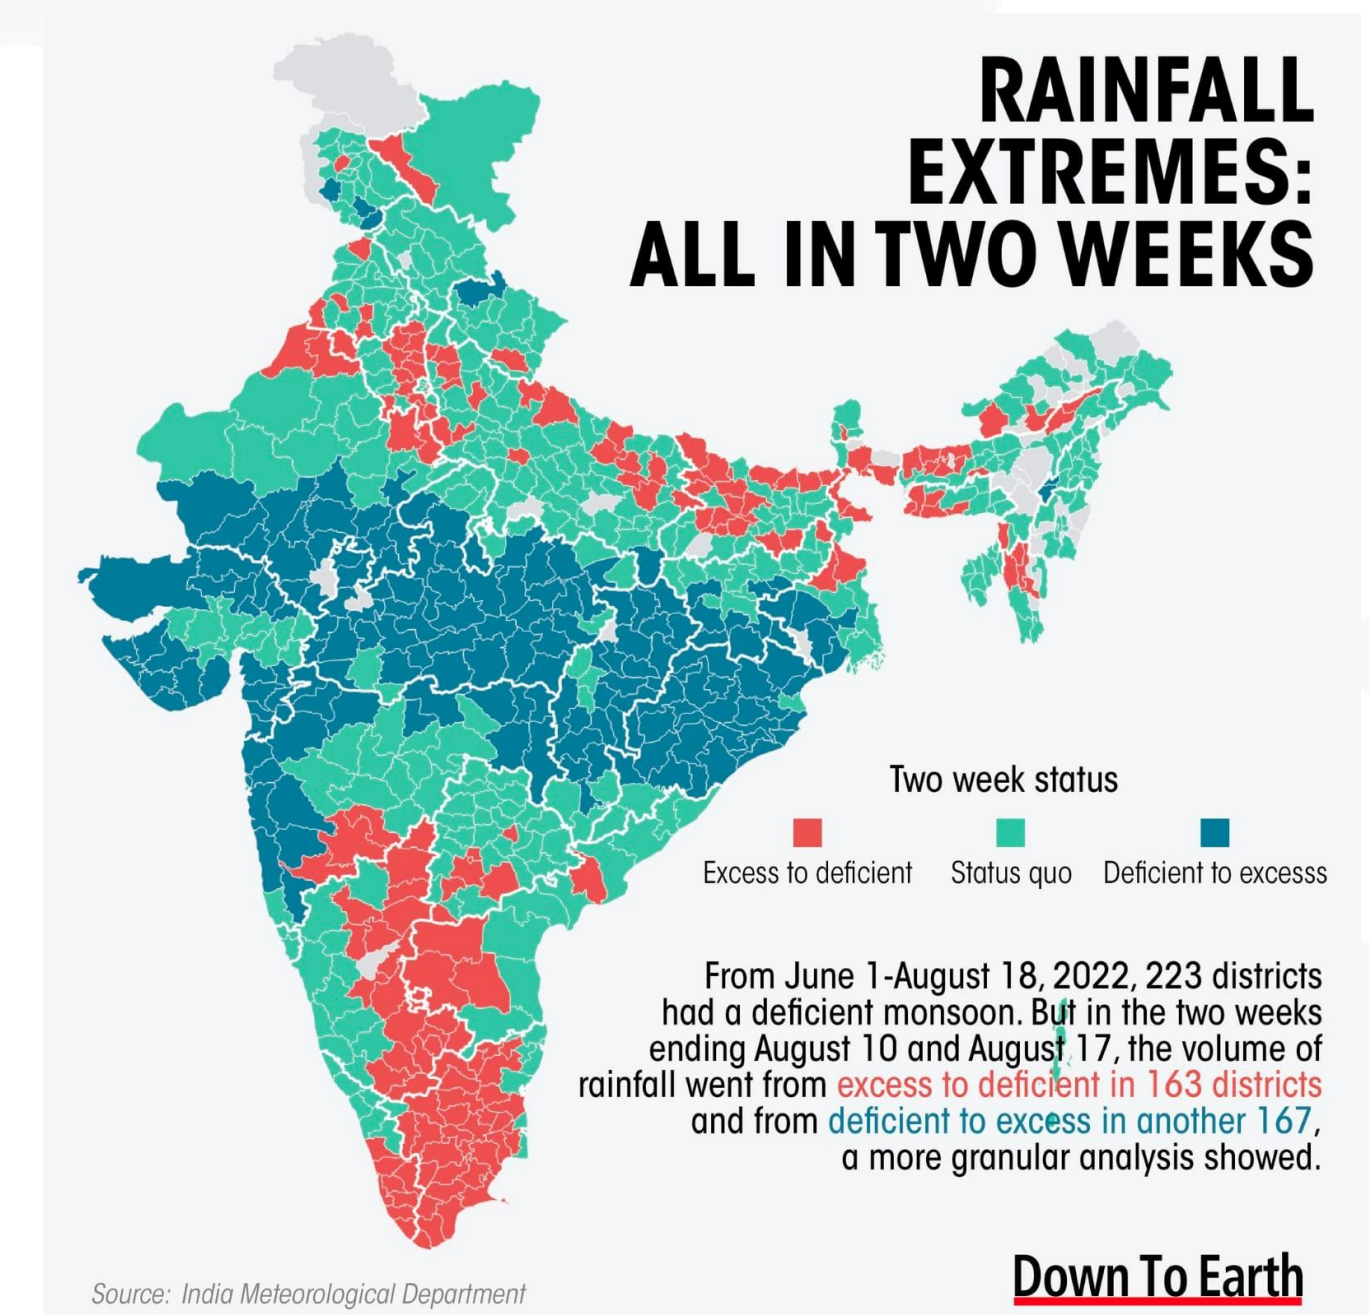 RAINFALL
EXTREMES:
ALL IN TWO WEEKS
Two week status
Excess to deficient
Status quo
Deficient to excesss
From June 1-August 18, 2022, 223 districts
had a deficient monsoon. But in the two weeks
ending August 10 and August 17, the volume of
rainfall went from excess to deficient in 163 districts
and from deficient to excess in another 167,
a more granular analysis showed.
Down To Earth
Source: India Meteorological Department